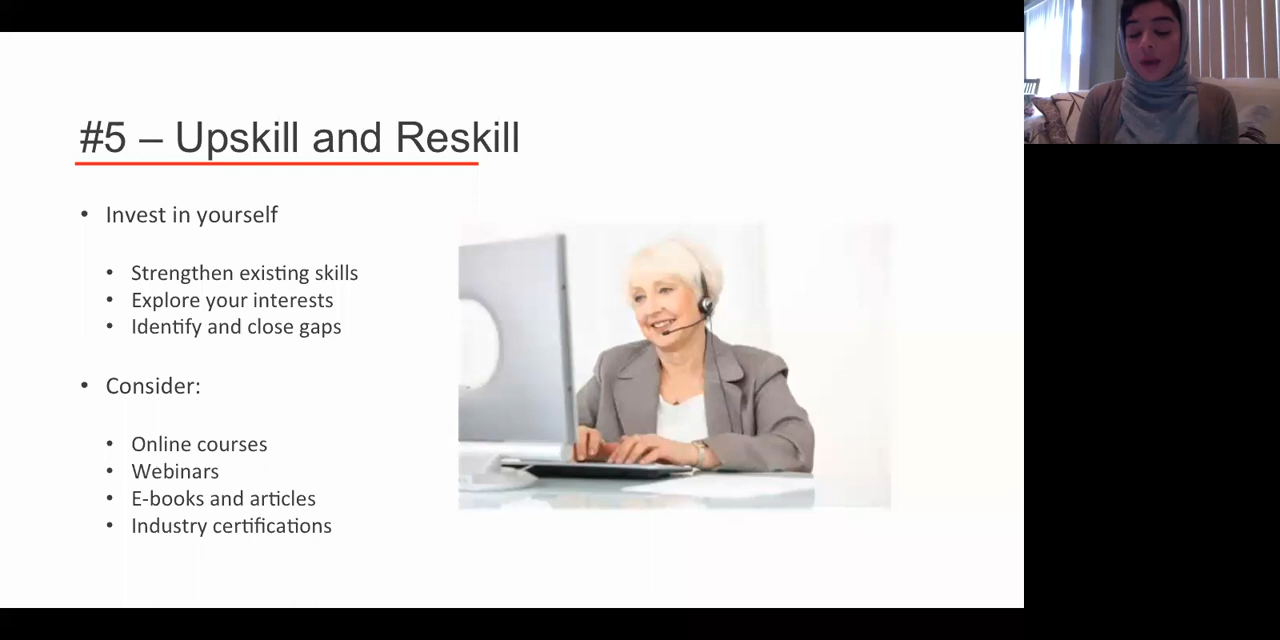 #5 – Upskill and Reskill
• Invest in yourself
• Strengthen existing skills
• Explore your interests
• Identify and close gaps
• Consider:
• Online courses
• Webinars
• E-books and articles
• Industry certifications